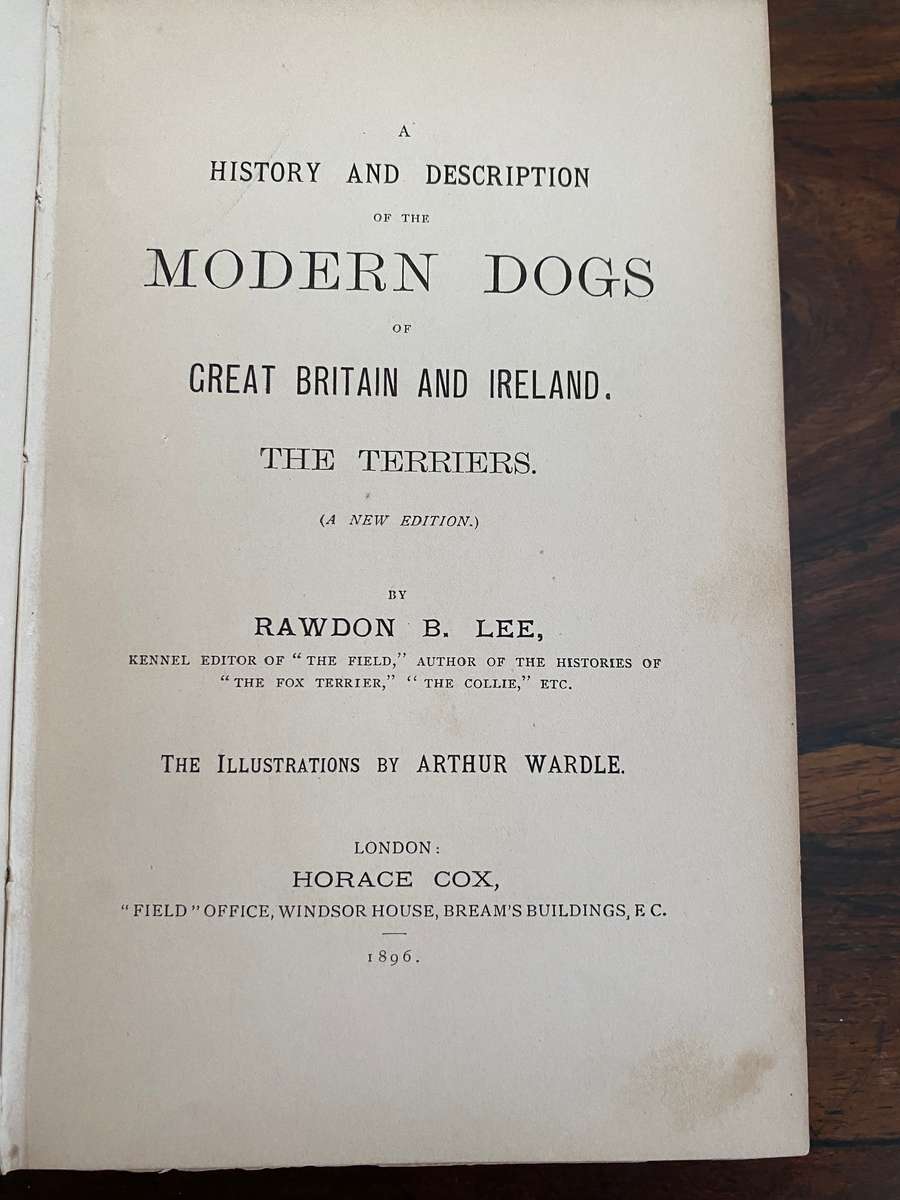 A
HISTORY AND DESCRIPTION
OF THE
MODERN DOGS
OF
GREAT BRITAIN AND IRELAND.
THE TERRIERS.
(A NEW EDITION.)
BY
RAWDON B. LEE,
KENNEL EDITOR OF “THE FIELD,” AUTHOR OF THE HISTORIES OF
“THE FOX TERRIER,” “THE COLLIE,” ETC.
THE ILLUSTRATIONS BY ARTHUR WARDLE.
LONDON:
HORACE COX,
“FIELD” OFFICE, WINDSOR HOUSE, BREAM'S BUILDINGS, E C.
1896.